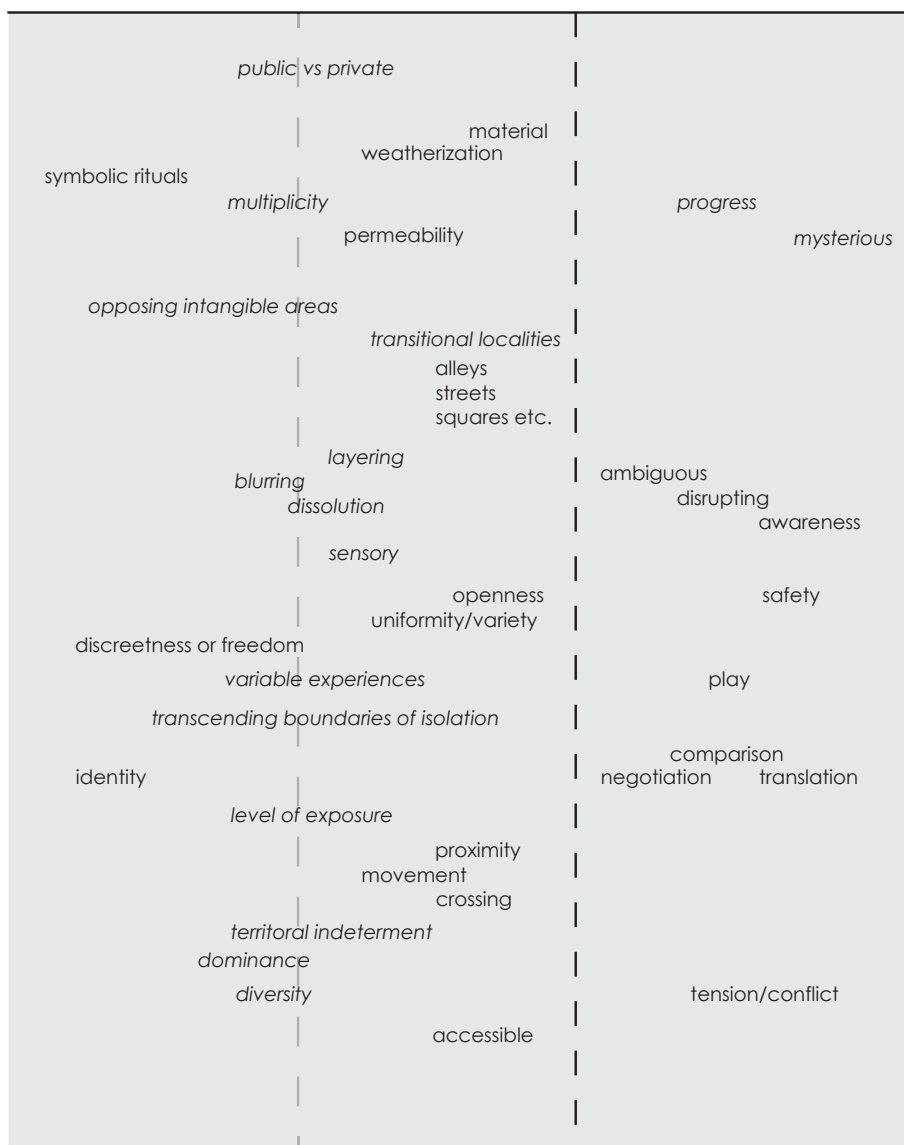 public vs private
material
weatherization
symbolic rituals
multiplicity
progress
permeability
mysterious
opposing intangible areas
transitional localities
alleys
streets
squares etc.
layering
ambiguous
blurring
disrupting
dissolution
awareness
sensory
openness
safety
uniformity/variety
discreetness or freedom
variable experiences
play
transcending boundaries of isolation
comparison
identity
negotiation
translation
level of exposure
proximity
movement
crossing
territoral indeterment
dominance
diversity
tension/conflict
accessible